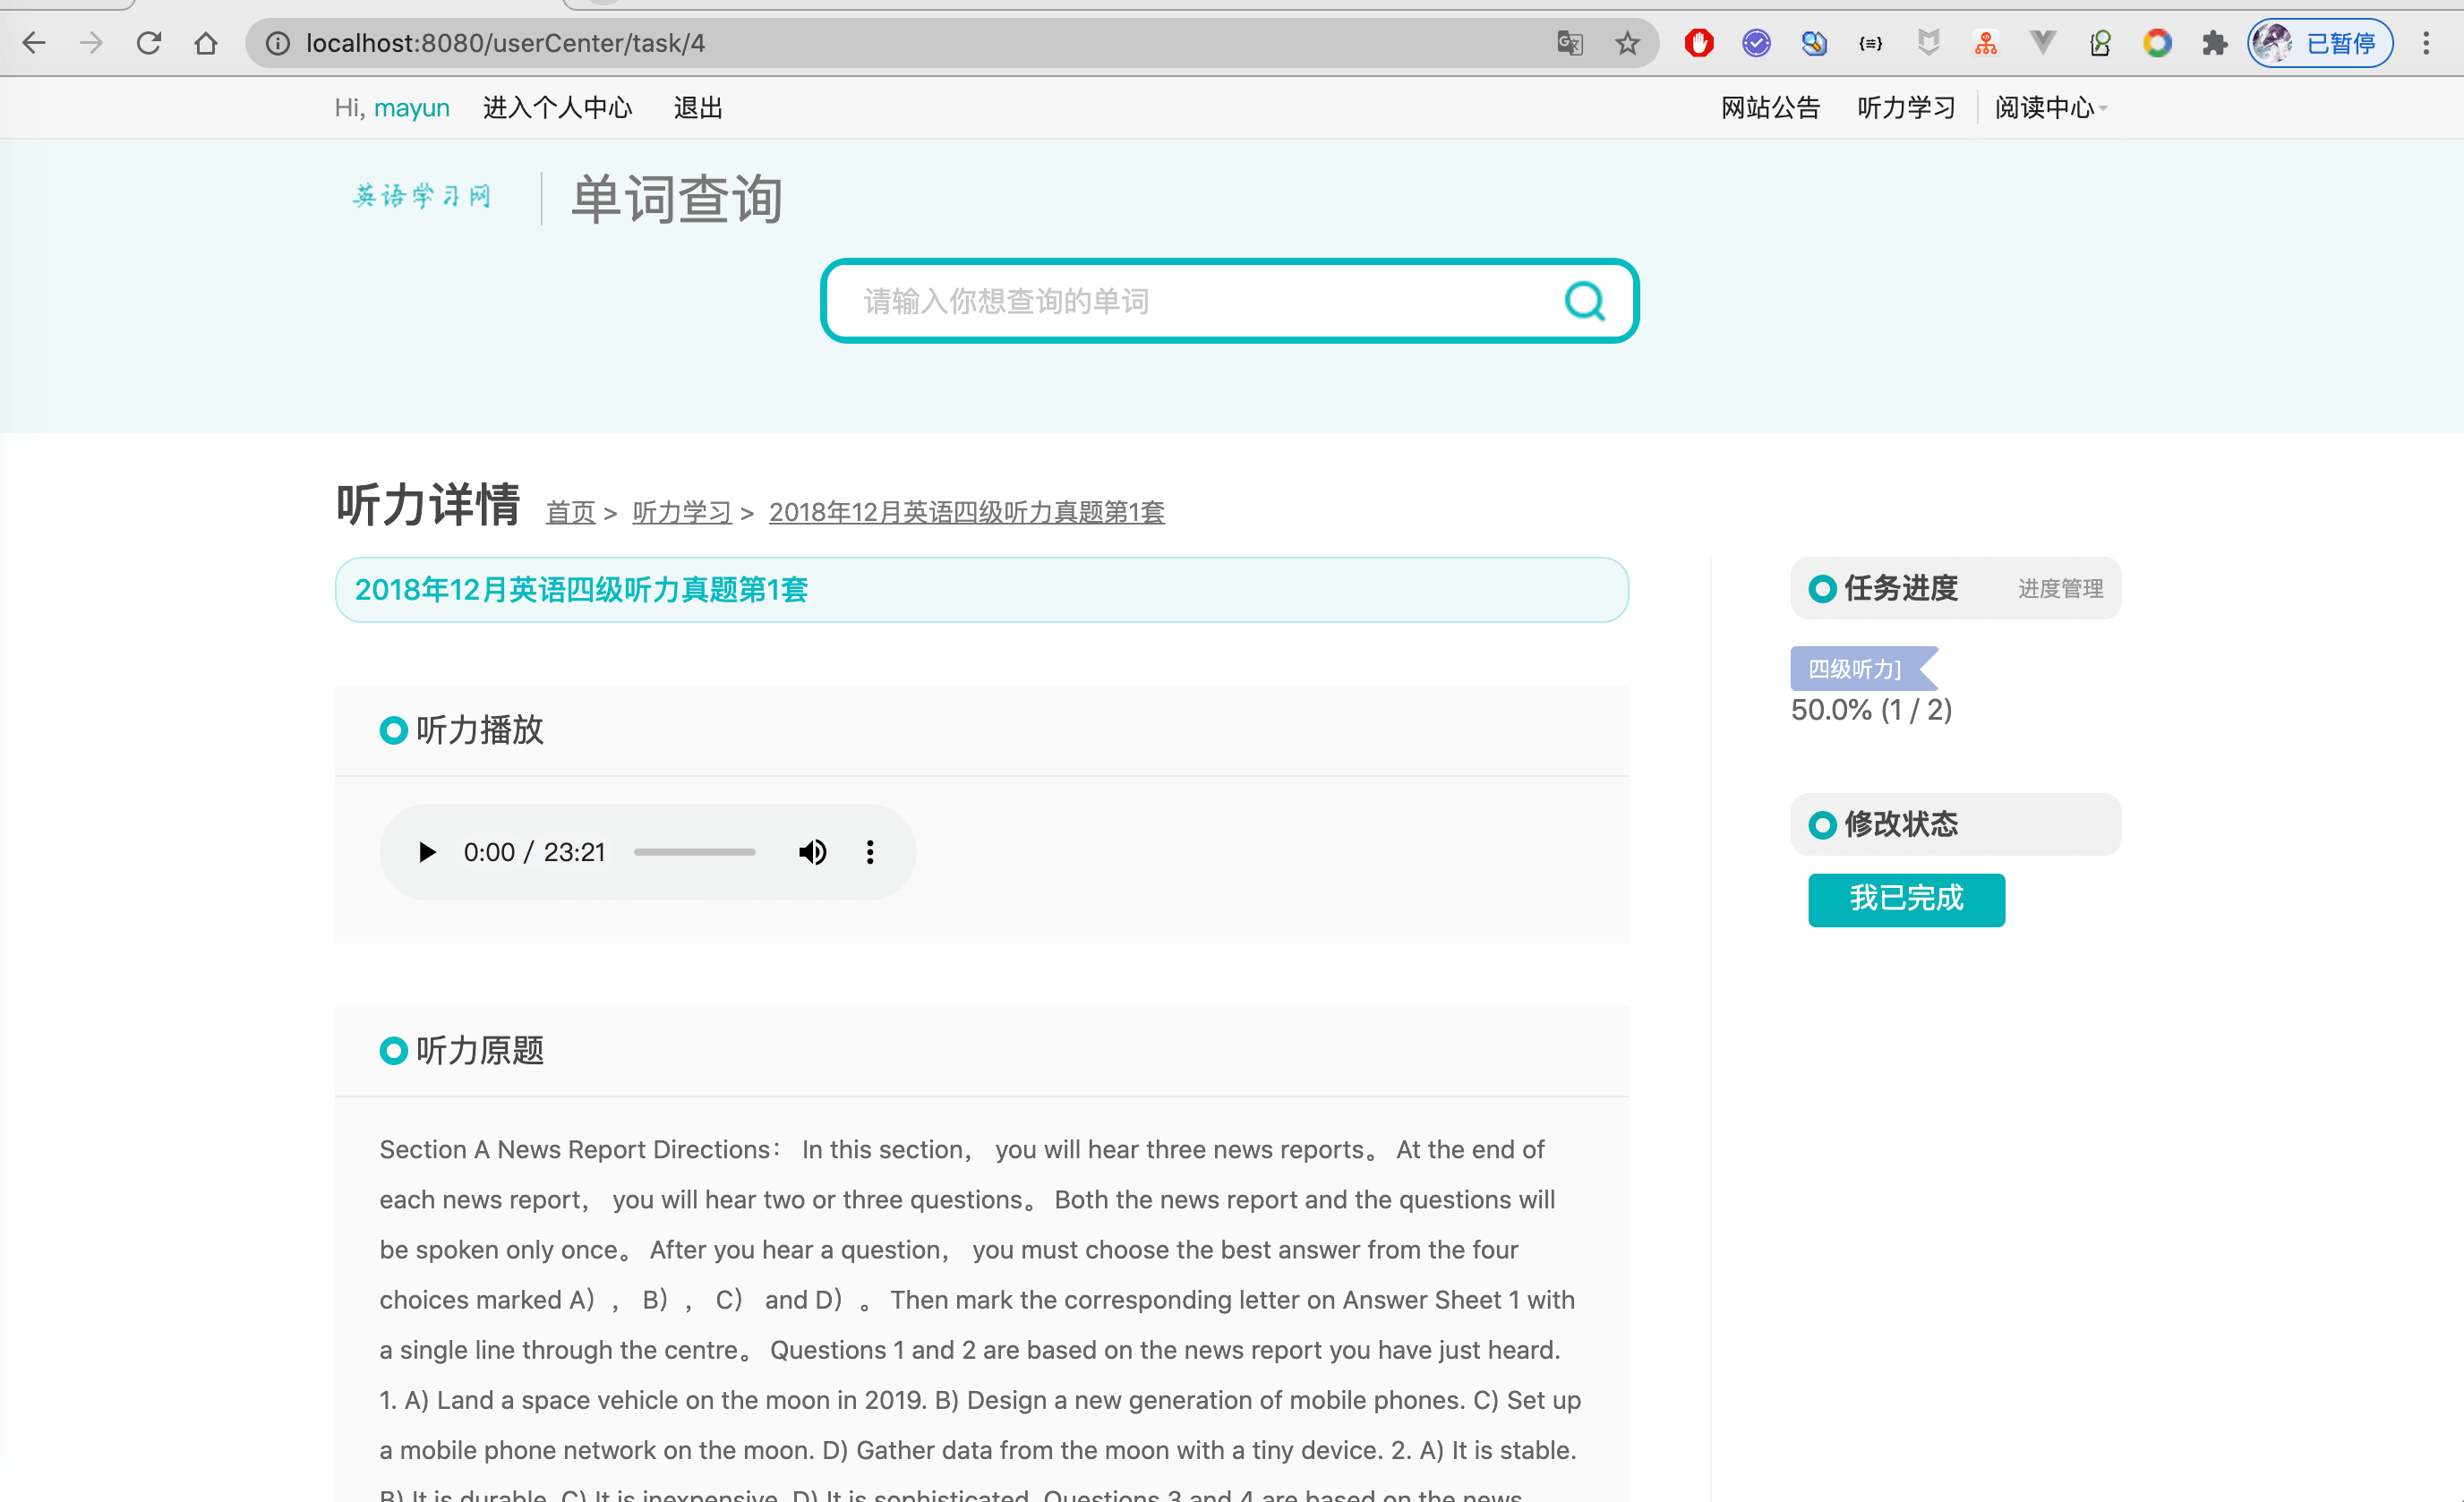 localhost:8080/userCenter/task/4
已暂停
Hi, mayun 进入个人中心 退出
网站公告 听力学习 阅读中心
英语学习网 单词查询
请输入你想查询的单词
听力详情 首页 > 听力学习 > 2018年12月英语四级听力真题第1套
2018年12月英语四级听力真题第1套
听力播放
0:00 / 23:21
听力原题
Section A News Report Directions： In this section， you will hear three news reports。 At the end of
each news report， you will hear two or three questions。 Both the news report and the questions will
be spoken only once。 After you hear a question， you must choose the best answer from the four
choices marked A）， B）， C） and D）。 Then mark the corresponding letter on Answer Sheet 1 with
a single line through the centre。 Questions 1 and 2 are based on the news report you have just heard.
1. A) Land a space vehicle on the moon in 2019. B) Design a new generation of mobile phones. C) Set up
a mobile phone network on the moon. D) Gather data from the moon with a tiny device. 2. A) It is stable.
B) It is durable. C) It is inexpensive. D) It is sophisticated. Questions 3 and 4 are based on the news
任务进度 进度管理
四级听力]
50.0% (1 / 2)
修改状态
我已完成